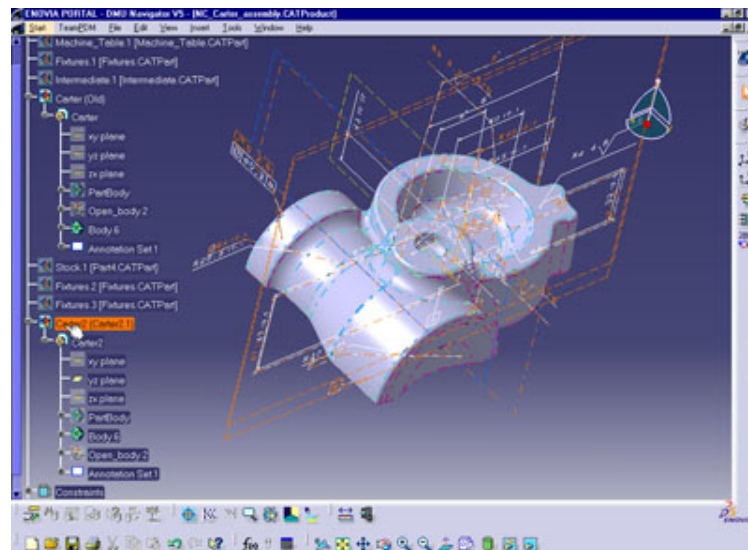 ENOVIA PORTAL - DMU Navigator V5 - [NC_Carter_assembly.CATProduct]
Start TeamPDM File Edit View Insert Tools Window Help
Machine_Table.1 [Machine_Table.CATPart]
Fixtures.1 [Fixtures.CATPart]
Intermediate.1 [Intermediate.CATPart]
Carter (Old)
Carter
xy plane
yz plane
zx plane
PartBody
Open_body.2
Body.6
Annotation Set.1
Stock.1 [Part4.CATPart]
Fixtures.2 [Fixtures.CATPart]
Fixtures.3 [Fixtures.CATPart]
Carter2 (Carter2.1)
Carter2
xy plane
yz plane
zx plane
PartBody
Body.6
Open_body.2
Annotation Set.1
Constraints
ENOVIA